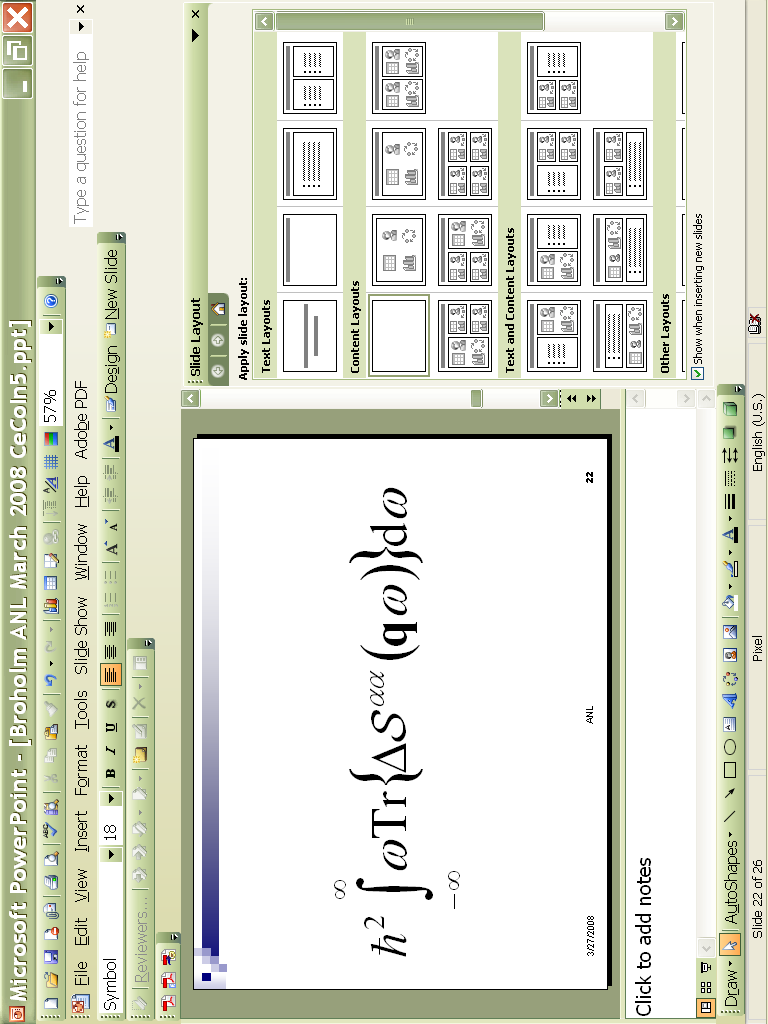 Microsoft PowerPoint - [Broholm ANL March 2008 CeCoIn5.ppt]
File Edit View Insert Format Tools Slide Show Window Help Adobe PDF
Type a question for help
57%
Symbol 18 B I U S A A A Design New Slide
Reviewers...
ħ² ∫_{-∞}^{∞} ωTr{ΔS^{αα}(qω)}dω
3/27/2008 ANL 22
Slide Layout
Apply slide layout:
Text Layouts
Content Layouts
Text and Content Layouts
Other Layouts
Show when inserting new slides
Click to add notes
Draw AutoShapes A A
Slide 22 of 26 Pixel English (U.S.)